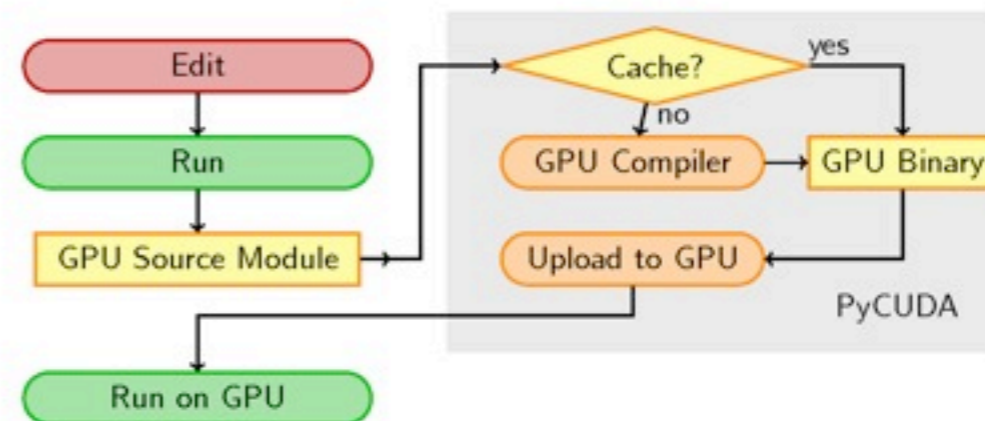 Edit
Run
GPU Source Module
Cache?
yes
no
GPU Compiler
GPU Binary
Upload to GPU
PyCUDA
Run on GPU